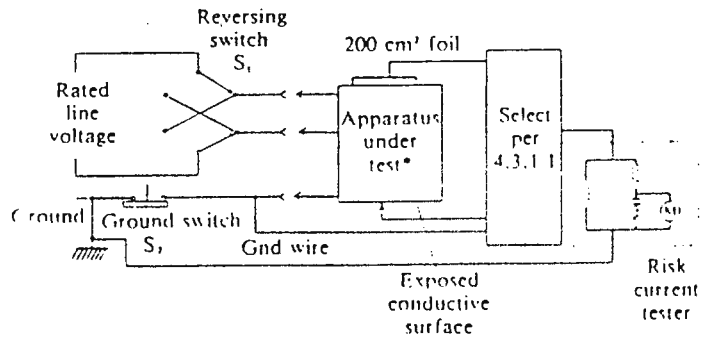 Reversing
switch
S₁
200 cm² foil
Rated
line
voltage
Apparatus
under
test*
Select
per
4.3.1.1
Ground
Ground switch
S₂
Gnd wire
Exposed
conductive
surface
Risk
current
tester